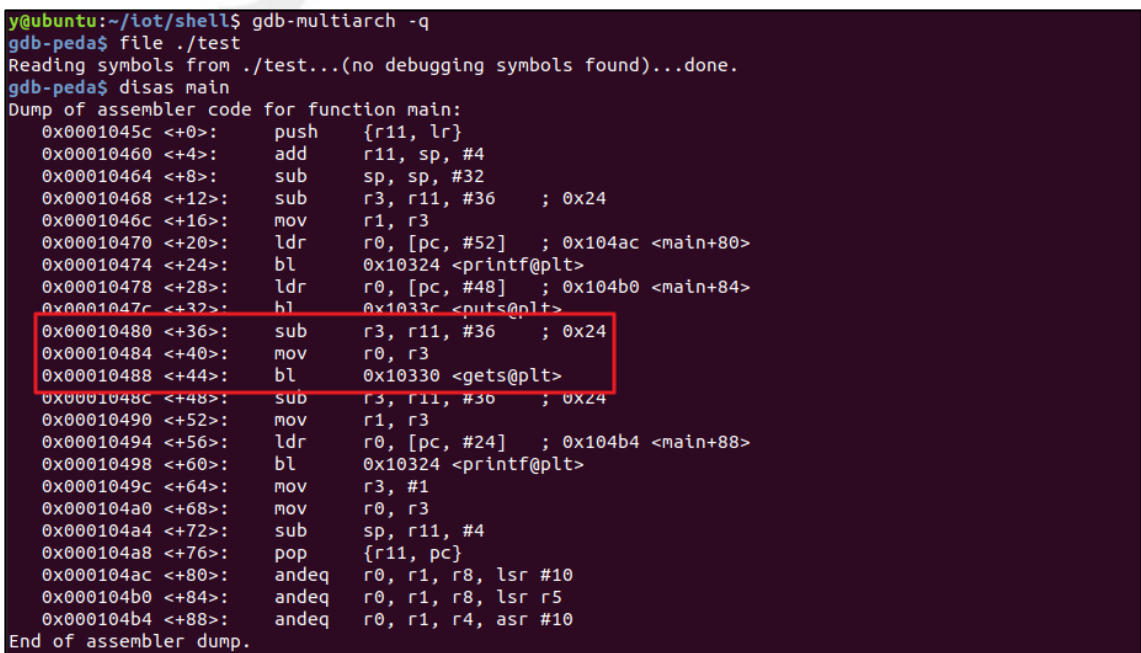 y@ubuntu:~/iot/shell$ gdb-multiarch -q
gdb-peda$ file ./test
Reading symbols from ./test...(no debugging symbols found)...done.
gdb-peda$ disas main
Dump of assembler code for function main:
   0x0001045c <+0>:     push    {r11, lr}
   0x00010460 <+4>:     add     r11, sp, #4
   0x00010464 <+8>:     sub     sp, sp, #32
   0x00010468 <+12>:    sub     r3, r11, #36    ; 0x24
   0x0001046c <+16>:    mov     r1, r3
   0x00010470 <+20>:    ldr     r0, [pc, #52]   ; 0x104ac <main+80>
   0x00010474 <+24>:    bl      0x10324 <printf@plt>
   0x00010478 <+28>:    ldr     r0, [pc, #48]   ; 0x104b0 <main+84>
   0x0001047c <+32>:    bl      0x1033c <puts@plt>
   0x00010480 <+36>:    sub     r3, r11, #36    ; 0x24
   0x00010484 <+40>:    mov     r0, r3
   0x00010488 <+44>:    bl      0x10330 <gets@plt>
   0x0001048c <+48>:    sub     r3, r11, #36    ; 0x24
   0x00010490 <+52>:    mov     r1, r3
   0x00010494 <+56>:    ldr     r0, [pc, #24]   ; 0x104b4 <main+88>
   0x00010498 <+60>:    bl      0x10324 <printf@plt>
   0x0001049c <+64>:    mov     r3, #1
   0x000104a0 <+68>:    mov     r0, r3
   0x000104a4 <+72>:    sub     sp, r11, #4
   0x000104a8 <+76>:    pop     {r11, pc}
   0x000104ac <+80>:    andeq   r0, r1, r8, lsr #10
   0x000104b0 <+84>:    andeq   r0, r1, r8, lsr r5
   0x000104b4 <+88>:    andeq   r0, r1, r4, asr #10
End of assembler dump.